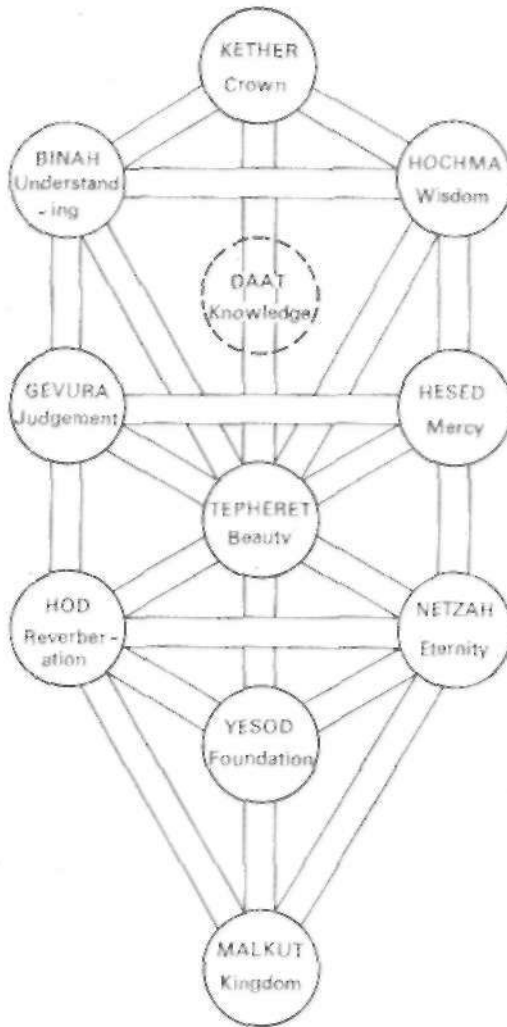 KETHER
Crown
BINAH
Understand
-ing
HOCHMA
Wisdom
DAAT
Knowledge
GEVURA
Judgement
HESED
Mercy
TEPHERET
Beauty
HOD
Reverber-
ation
NETZAH
Eternity
YESOD
Foundation
MALKUT
Kingdom